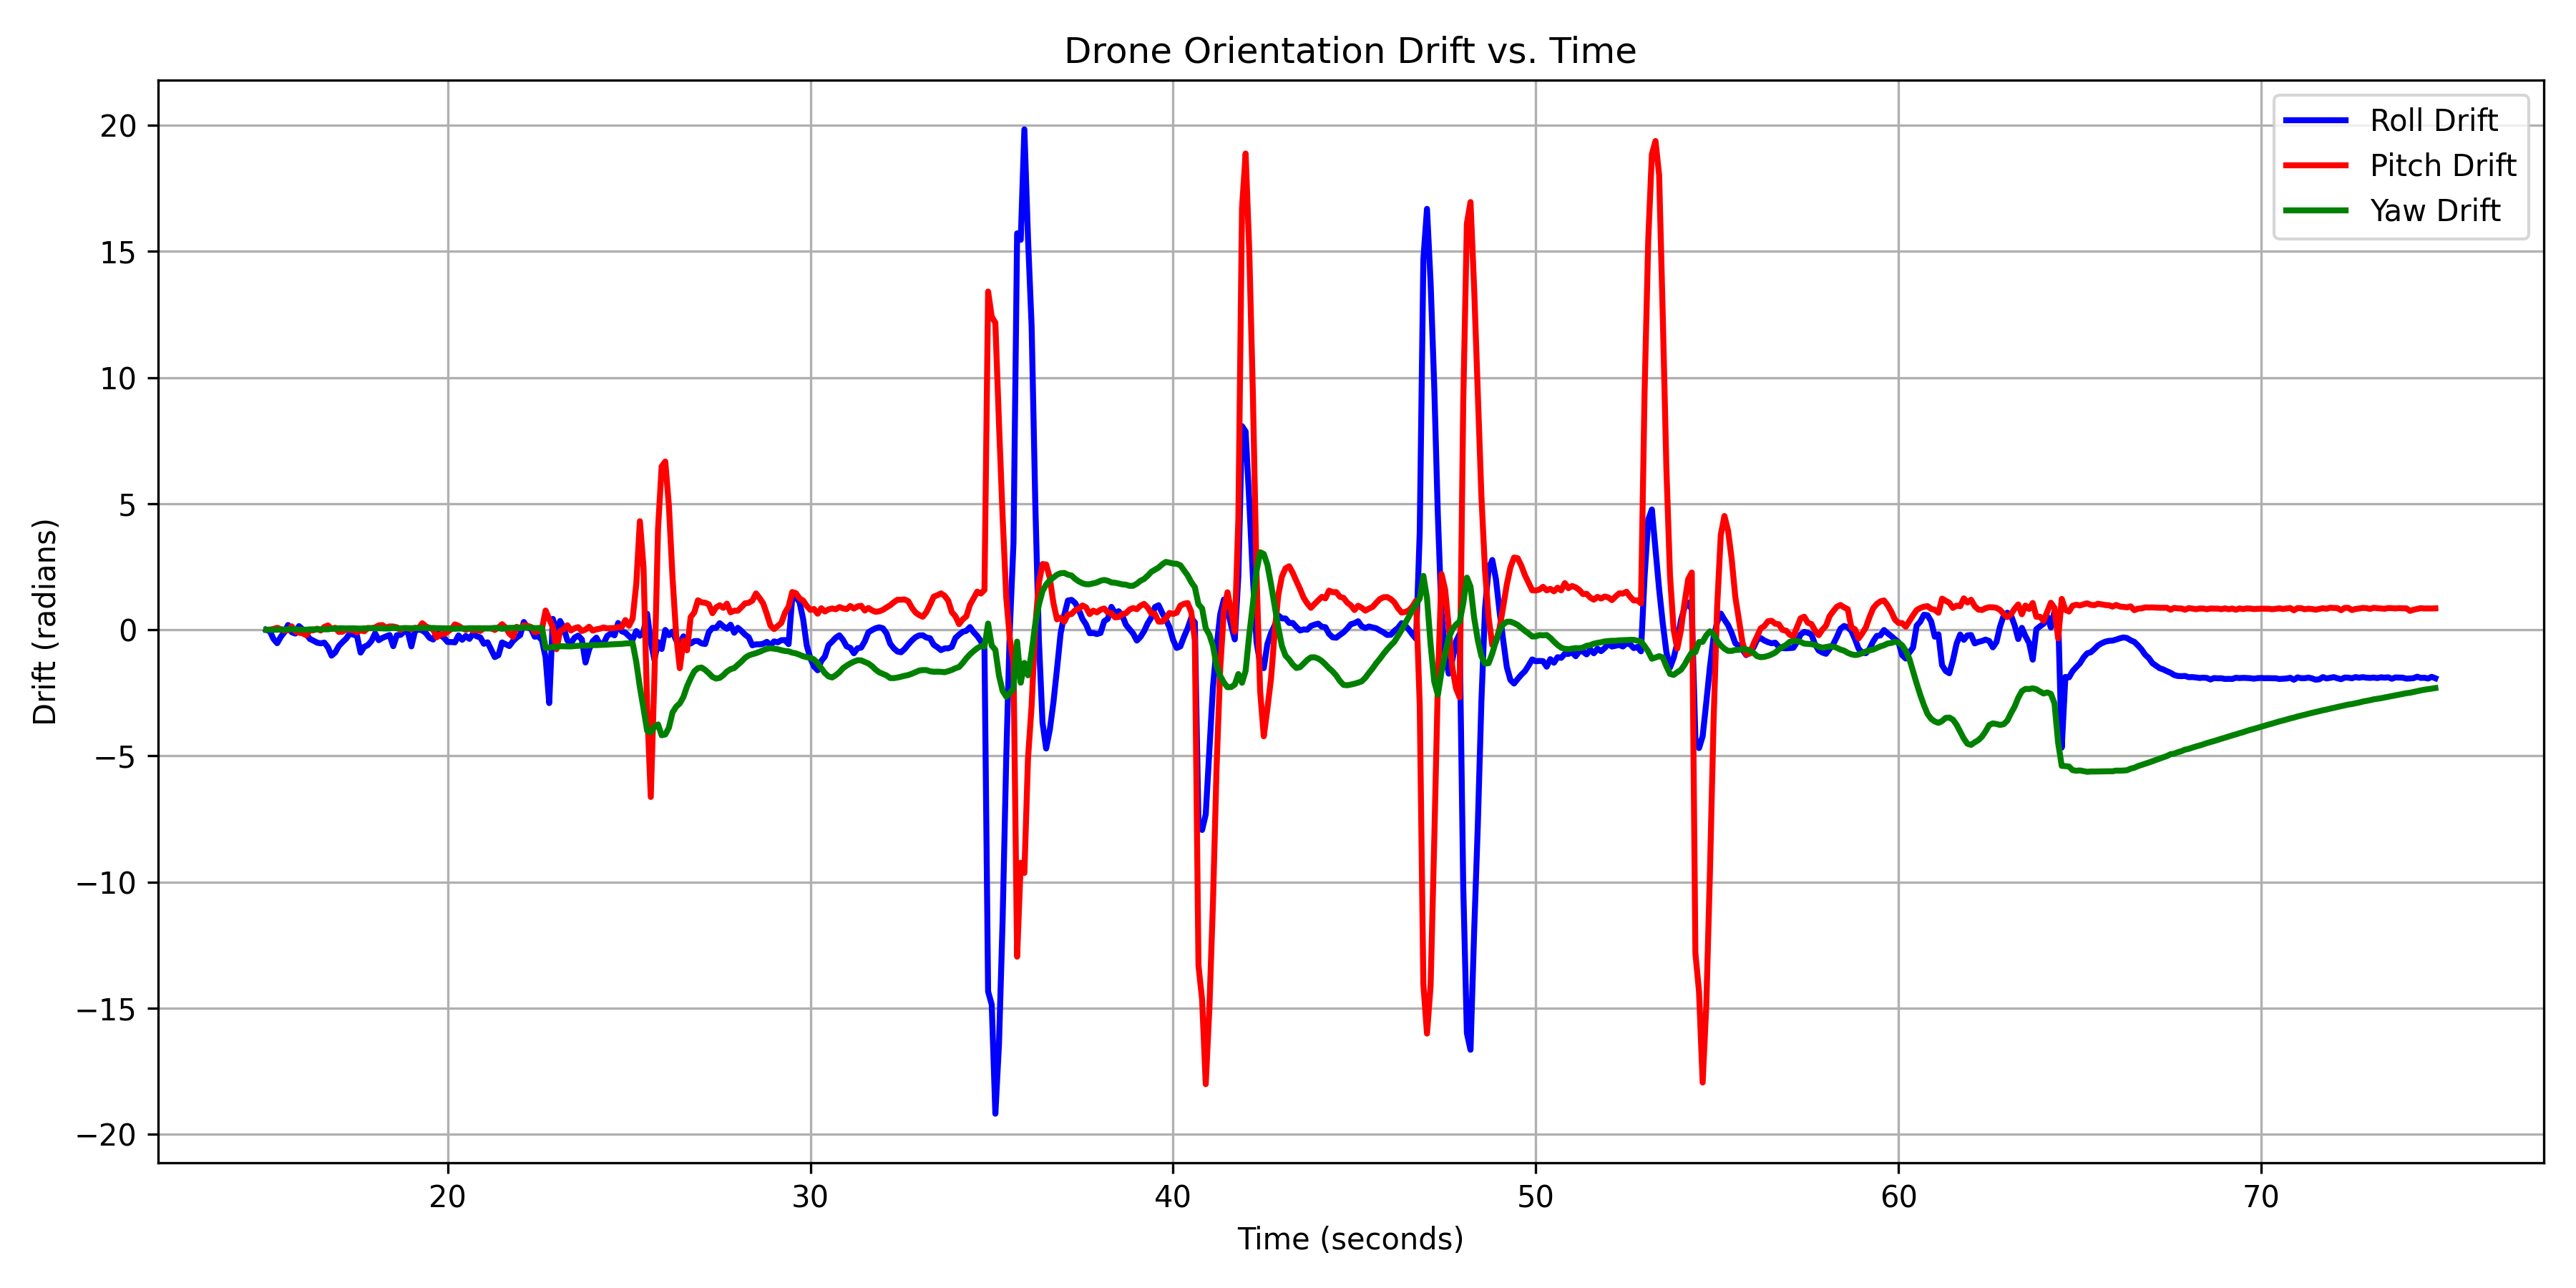 Drone Orientation Drift vs. Time
Roll Drift
Pitch Drift
Yaw Drift
Drift (radians)
20
15
10
5
0
−5
−10
−15
−20
20 30 40 50 60 70
Time (seconds)